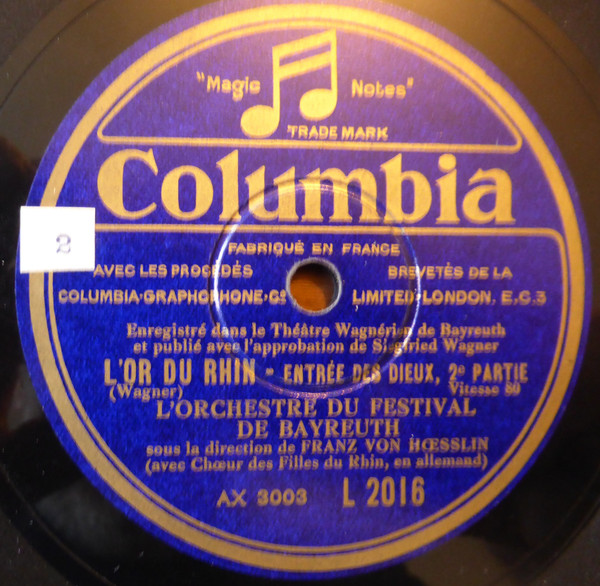 "Magic Notes"
TRADE MARK
Columbia
2
FABRIQUÉ EN FRANCE
AVEC LES PROCÉDÉS BREVETÉS DE LA
COLUMBIA·GRAPHOPHONE·Cº LIMITED·LONDON, E.C.3
Enregistré dans le Théâtre Wagnérien de Bayreuth
et publié avec l'approbation de Siegfried Wagner
L'OR DU RHIN - ENTRÉE DES DIEUX, 2e PARTIE
(Wagner) Vitesse 80
L'ORCHESTRE DU FESTIVAL
DE BAYREUTH
sous la direction de FRANZ VON HŒSSLIN
(avec Chœur des Filles du Rhin, en allemand)
AX 3003 L 2016